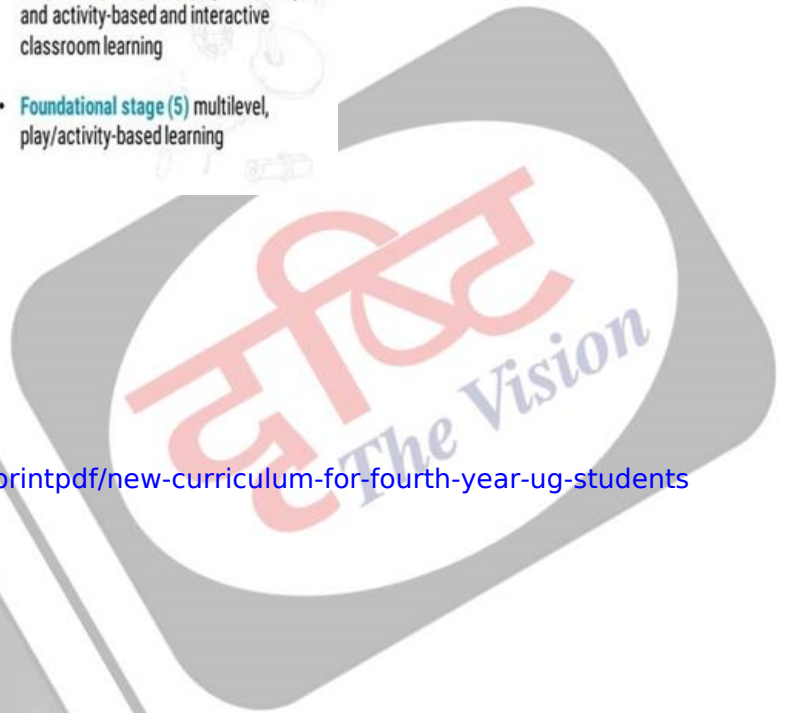 and activity-based and interactive
classroom learning
• Foundational stage (5) multilevel,
play/activity-based learning
दृष्टि
The Vision
printpdf/new-curriculum-for-fourth-year-ug-students